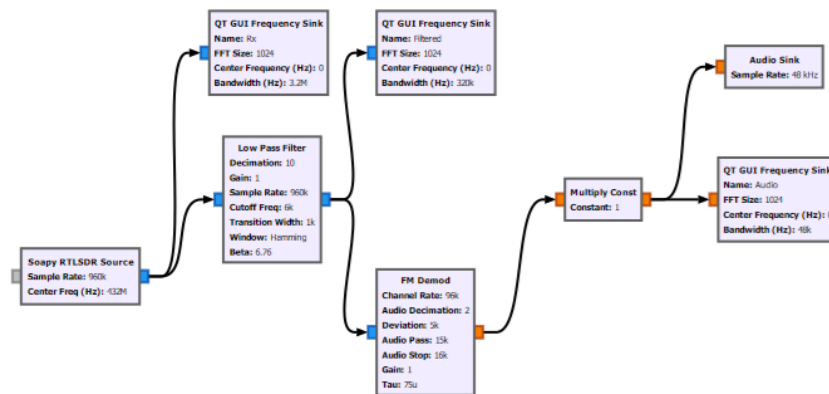 QT GUI Frequency Sink
Name: Rx
FFT Size: 1024
Center Frequency (Hz): 0
Bandwidth (Hz): 3.2M
QT GUI Frequency Sink
Name: Filtered
FFT Size: 1024
Center Frequency (Hz): 0
Bandwidth (Hz): 320k
Audio Sink
Sample Rate: 48 kHz
Low Pass Filter
Decimation: 10
Gain: 1
Sample Rate: 960k
Cutoff Freq: 6k
Transition Width: 1k
Window: Hamming
Beta: 6.76
Multiply Const
Constant: 1
QT GUI Frequency Sink
Name: Audio
FFT Size: 1024
Center Frequency (Hz):
Bandwidth (Hz): 48k
Soapy RTLSDR Source
Sample Rate: 960k
Center Freq (Hz): 432M
FM Demod
Channel Rate: 96k
Audio Decimation: 2
Deviation: 5k
Audio Pass: 15k
Audio Stop: 16k
Gain: 1
Tau: 75u